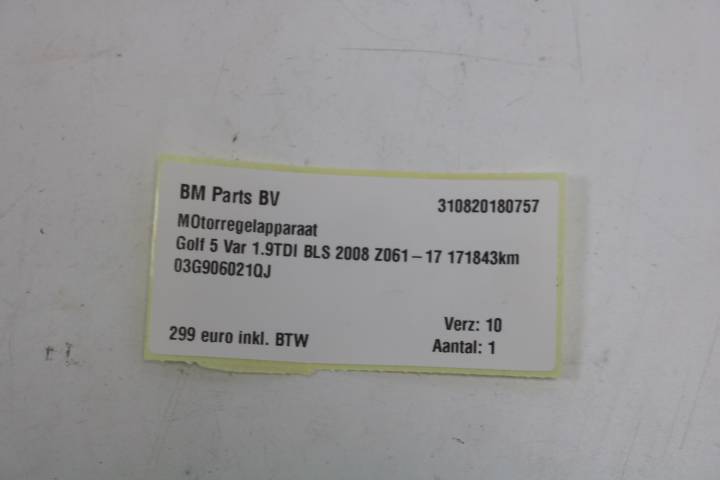 BM Parts BV 310820180757
MOtorregelapparaat
Golf 5 Var 1.9TDI BLS 2008 Z061-17 171843km
03G906021QJ
Verz: 10
299 euro inkl. BTW Aantal: 1